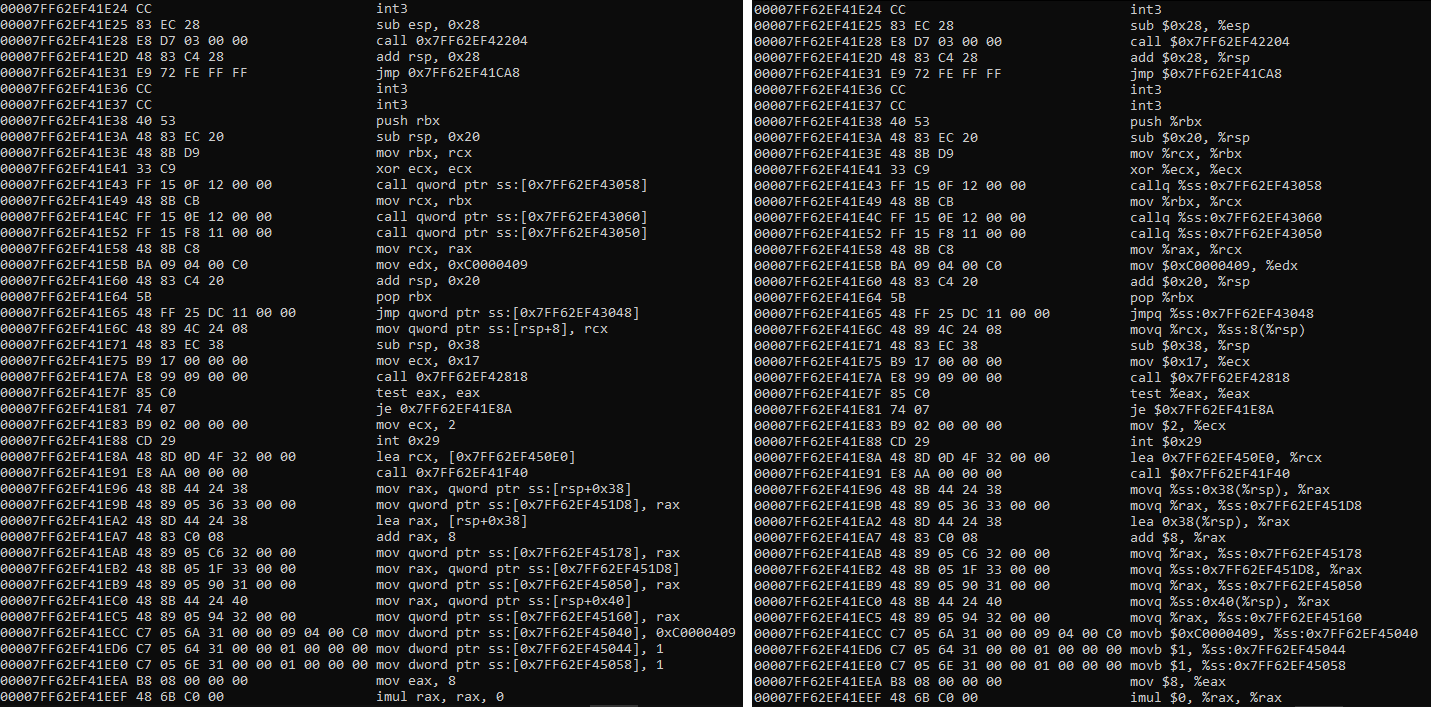 00007FF62EF41E24 CC int3
00007FF62EF41E25 83 EC 28 sub esp, 0x28
00007FF62EF41E28 E8 D7 03 00 00 call 0x7FF62EF42204
00007FF62EF41E2D 48 83 C4 28 add rsp, 0x28
00007FF62EF41E31 E9 72 FE FF FF jmp 0x7FF62EF41CA8
00007FF62EF41E36 CC int3
00007FF62EF41E37 CC int3
00007FF62EF41E38 40 53 push rbx
00007FF62EF41E3A 48 83 EC 20 sub rsp, 0x20
00007FF62EF41E3E 48 8B D9 mov rbx, rcx
00007FF62EF41E41 33 C9 xor ecx, ecx
00007FF62EF41E43 FF 15 0F 12 00 00 call qword ptr ss:[0x7FF62EF43058]
00007FF62EF41E49 48 8B CB mov rcx, rbx
00007FF62EF41E4C FF 15 0E 12 00 00 call qword ptr ss:[0x7FF62EF43060]
00007FF62EF41E52 FF 15 F8 11 00 00 call qword ptr ss:[0x7FF62EF43050]
00007FF62EF41E58 48 8B C8 mov rcx, rax
00007FF62EF41E5B BA 09 04 00 C0 mov edx, 0xC0000409
00007FF62EF41E60 48 83 C4 20 add rsp, 0x20
00007FF62EF41E64 5B pop rbx
00007FF62EF41E65 48 FF 25 DC 11 00 00 jmp qword ptr ss:[0x7FF62EF43048]
00007FF62EF41E6C 48 89 4C 24 08 mov qword ptr ss:[rsp+8], rcx
00007FF62EF41E71 48 83 EC 38 sub rsp, 0x38
00007FF62EF41E75 B9 17 00 00 00 mov ecx, 0x17
00007FF62EF41E7A E8 99 09 00 00 call 0x7FF62EF42818
00007FF62EF41E7F 85 C0 test eax, eax
00007FF62EF41E81 74 07 je 0x7FF62EF41E8A
00007FF62EF41E83 B9 02 00 00 00 mov ecx, 2
00007FF62EF41E88 CD 29 int 0x29
00007FF62EF41E8A 48 8D 0D 4F 32 00 00 lea rcx, [0x7FF62EF450E0]
00007FF62EF41E91 E8 AA 00 00 00 call 0x7FF62EF41F40
00007FF62EF41E96 48 8B 44 24 38 mov rax, qword ptr ss:[rsp+0x38]
00007FF62EF41E9B 48 89 05 36 33 00 00 mov qword ptr ss:[0x7FF62EF451D8], rax
00007FF62EF41EA2 48 8D 44 24 38 lea rax, [rsp+0x38]
00007FF62EF41EA7 48 83 C0 08 add rax, 8
00007FF62EF41EAB 48 89 05 C6 32 00 00 mov qword ptr ss:[0x7FF62EF45178], rax
00007FF62EF41EB2 48 8B 05 1F 33 00 00 mov rax, qword ptr ss:[0x7FF62EF451D8]
00007FF62EF41EB9 48 89 05 90 31 00 00 mov qword ptr ss:[0x7FF62EF45050], rax
00007FF62EF41EC0 48 8B 44 24 40 mov rax, qword ptr ss:[rsp+0x40]
00007FF62EF41EC5 48 89 05 94 32 00 00 mov qword ptr ss:[0x7FF62EF45160], rax
00007FF62EF41ECC C7 05 6A 31 00 00 09 04 00 C0 mov dword ptr ss:[0x7FF62EF45040], 0xC0000409
00007FF62EF41ED6 C7 05 64 31 00 00 01 00 00 00 mov dword ptr ss:[0x7FF62EF45044], 1
00007FF62EF41EE0 C7 05 6E 31 00 00 01 00 00 00 mov dword ptr ss:[0x7FF62EF45058], 1
00007FF62EF41EEA B8 08 00 00 00 mov eax, 8
00007FF62EF41EEF 48 6B C0 00 imul rax, rax, 0
00007FF62EF41E24 CC int3
00007FF62EF41E25 83 EC 28 sub $0x28, %esp
00007FF62EF41E28 E8 D7 03 00 00 call $0x7FF62EF42204
00007FF62EF41E2D 48 83 C4 28 add $0x28, %rsp
00007FF62EF41E31 E9 72 FE FF FF jmp $0x7FF62EF41CA8
00007FF62EF41E36 CC int3
00007FF62EF41E37 CC int3
00007FF62EF41E38 40 53 push %rbx
00007FF62EF41E3A 48 83 EC 20 sub $0x20, %rsp
00007FF62EF41E3E 48 8B D9 mov %rcx, %rbx
00007FF62EF41E41 33 C9 xor %ecx, %ecx
00007FF62EF41E43 FF 15 0F 12 00 00 callq %ss:0x7FF62EF43058
00007FF62EF41E49 48 8B CB mov %rbx, %rcx
00007FF62EF41E4C FF 15 0E 12 00 00 callq %ss:0x7FF62EF43060
00007FF62EF41E52 FF 15 F8 11 00 00 callq %ss:0x7FF62EF43050
00007FF62EF41E58 48 8B C8 mov %rax, %rcx
00007FF62EF41E5B BA 09 04 00 C0 mov $0xC0000409, %edx
00007FF62EF41E60 48 83 C4 20 add $0x20, %rsp
00007FF62EF41E64 5B pop %rbx
00007FF62EF41E65 48 FF 25 DC 11 00 00 jmpq %ss:0x7FF62EF43048
00007FF62EF41E6C 48 89 4C 24 08 movq %rcx, %ss:8(%rsp)
00007FF62EF41E71 48 83 EC 38 sub $0x38, %rsp
00007FF62EF41E75 B9 17 00 00 00 mov $0x17, %ecx
00007FF62EF41E7A E8 99 09 00 00 call $0x7FF62EF42818
00007FF62EF41E7F 85 C0 test %eax, %eax
00007FF62EF41E81 74 07 je $0x7FF62EF41E8A
00007FF62EF41E83 B9 02 00 00 00 mov $2, %ecx
00007FF62EF41E88 CD 29 int $0x29
00007FF62EF41E8A 48 8D 0D 4F 32 00 00 lea 0x7FF62EF450E0, %rcx
00007FF62EF41E91 E8 AA 00 00 00 call $0x7FF62EF41F40
00007FF62EF41E96 48 8B 44 24 38 movq %ss:0x38(%rsp), %rax
00007FF62EF41E9B 48 89 05 36 33 00 00 movq %rax, %ss:0x7FF62EF451D8
00007FF62EF41EA2 48 8D 44 24 38 lea 0x38(%rsp), %rax
00007FF62EF41EA7 48 83 C0 08 add $8, %rax
00007FF62EF41EAB 48 89 05 C6 32 00 00 movq %rax, %ss:0x7FF62EF45178
00007FF62EF41EB2 48 8B 05 1F 33 00 00 movq %ss:0x7FF62EF451D8, %rax
00007FF62EF41EB9 48 89 05 90 31 00 00 movq %rax, %ss:0x7FF62EF45050
00007FF62EF41EC0 48 8B 44 24 40 movq %ss:0x40(%rsp), %rax
00007FF62EF41EC5 48 89 05 94 32 00 00 movq %rax, %ss:0x7FF62EF45160
00007FF62EF41ECC C7 05 6A 31 00 00 09 04 00 C0 movb $0xC0000409, %ss:0x7FF62EF45040
00007FF62EF41ED6 C7 05 64 31 00 00 01 00 00 00 movb $1, %ss:0x7FF62EF45044
00007FF62EF41EE0 C7 05 6E 31 00 00 01 00 00 00 movb $1, %ss:0x7FF62EF45058
00007FF62EF41EEA B8 08 00 00 00 mov $8, %eax
00007FF62EF41EEF 48 6B C0 00 imul $0, %rax, %rax